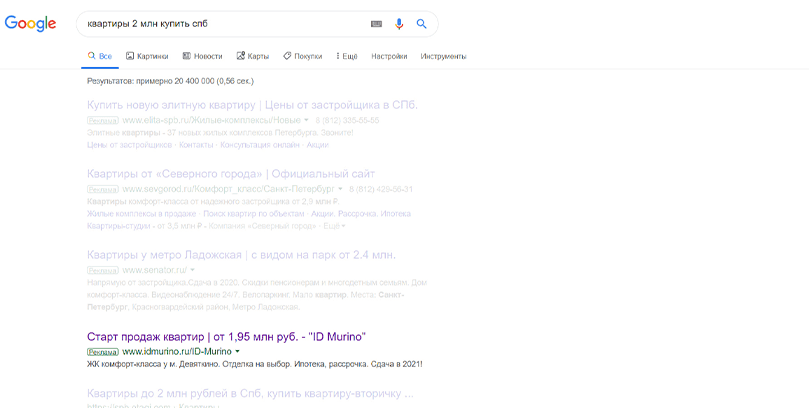 Google
квартиры 2 млн купить спб
Все Картинки Новости Карты Покупки Ещё Настройки Инструменты
Результатов: примерно 20 400 000 (0,56 сек.)
Купить новую элитную квартиру | Цены от застройщика в СПб.
Реклама www.elita-spb.ru/Жилые-комплексы/Новые 8 (812) 335-55-55
Элитные квартиры - 37 новых жилых комплексов Петербурга. Звоните!
Цены от застройщиков · Контакты · Консультация онлайн · Акции
Квартиры от «Северного города» | Официальный сайт
Реклама www.sevgorod.ru/Комфорт_класс/Санкт-Петербург 8 (812) 429-56-31
Квартиры комфорт-класса от надежного застройщика от 2,9 млн ₽.
Жилые комплексы в продаже · Поиск квартир по объектам · Акции. Рассрочка. Ипотека
Квартиры-студии - от 3,5 млн ₽ - Компания «Северный город» · Ещё
Квартиры у метро Ладожская | с видом на парк от 2.4 млн.
Реклама www.senator.ru/
Напрямую от застройщика.Сдача в 2020. Скидки пенсионерам и многодетным семьям. Дом
комфорт-класса. Видеонаблюдение 24/7. Велопаркинг. Мало квартир. Места: Санкт-
Петербург, Красногвардейский район, Метро Ладожская.
Старт продаж квартир | от 1,95 млн руб. - "ID Murino"
Реклама www.idmurino.ru/ID-Murino
ЖК комфорт-класса у м. Девяткино. Отделка на выбор. Ипотека, рассрочка. Сдача в 2021!
Квартиры до 2 млн рублей в Спб, купить квартиру-вторичку ...